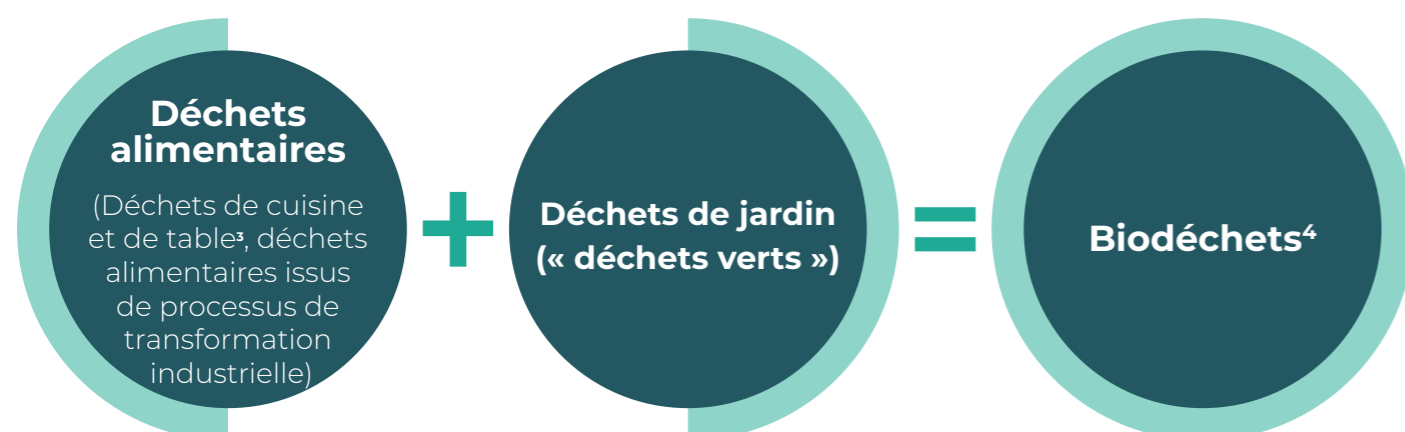 Déchets
alimentaires
(Déchets de cuisine
et de table³, déchets
alimentaires issus
de processus de
transformation
industrielle)
+
Déchets de jardin
(« déchets verts »)
=
Biodéchets⁴